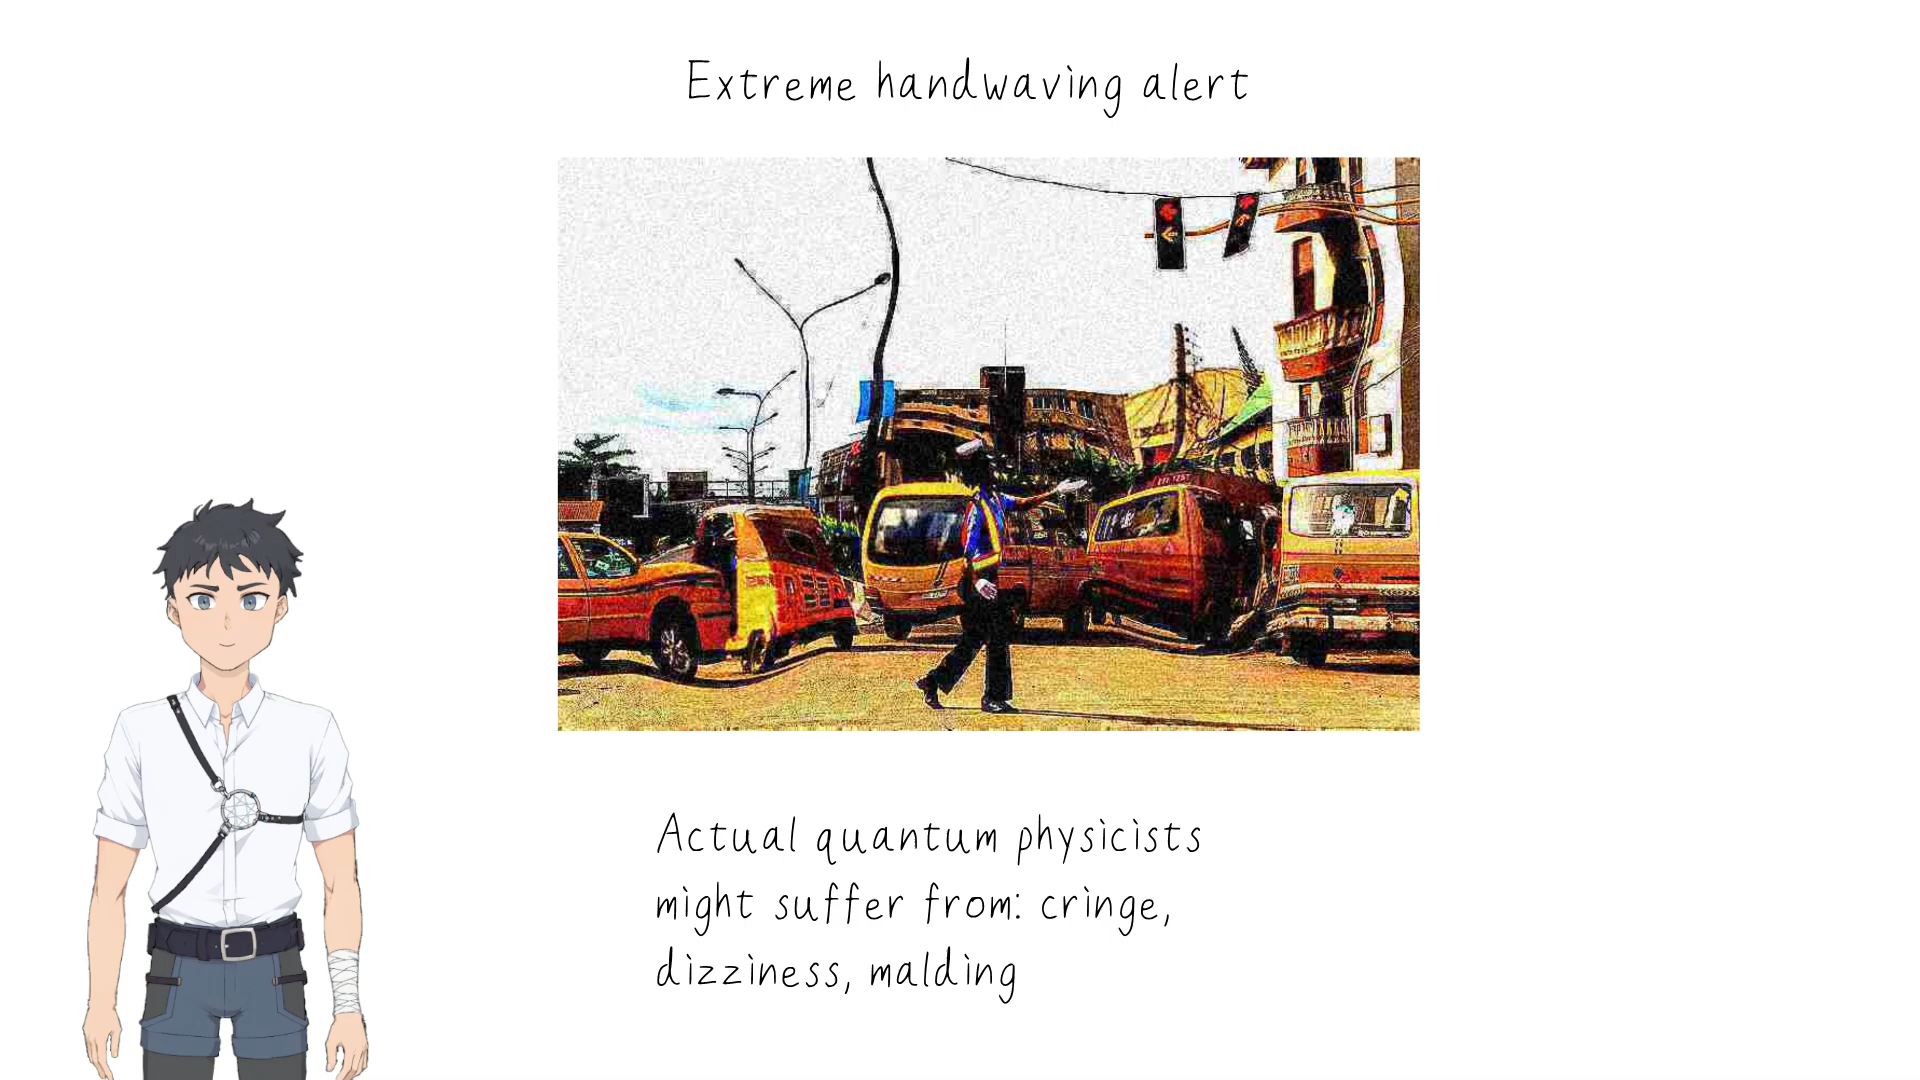 Extreme handwaving alert
Actual quantum physicists
might suffer from: cringe,
dizziness, malding